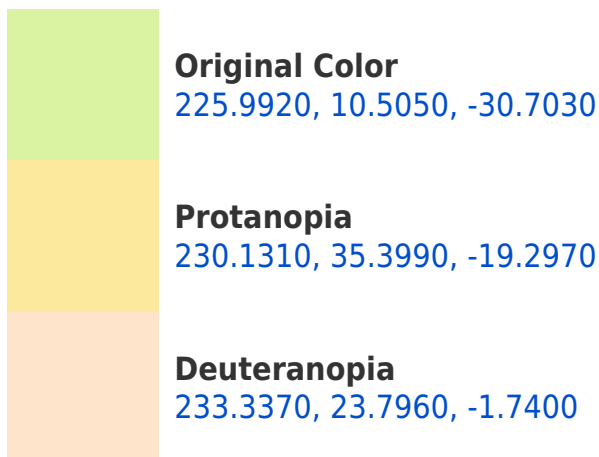 Original Color
225.9920, 10.5050, -30.7030
Protanopia
230.1310, 35.3990, -19.2970
Deuteranopia
233.3370, 23.7960, -1.7400